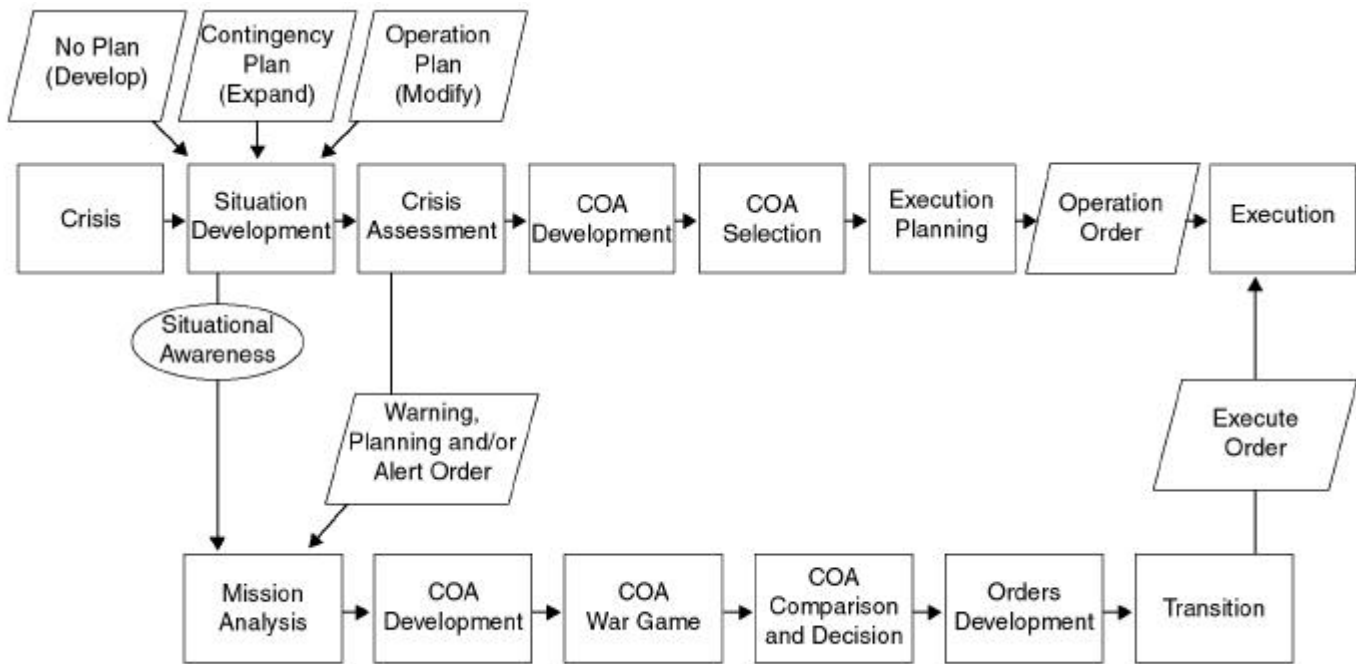 No Plan
(Develop)
Contingency
Plan
(Expand)
Operation
Plan
(Modify)
Crisis
Situation
Development
Crisis
Assessment
COA
Development
COA
Selection
Execution
Planning
Operation
Order
Execution
Situational
Awareness
Warning,
Planning and/or
Alert Order
Execute
Order
Mission
Analysis
COA
Development
COA
War Game
COA
Comparison
and Decision
Orders
Development
Transition